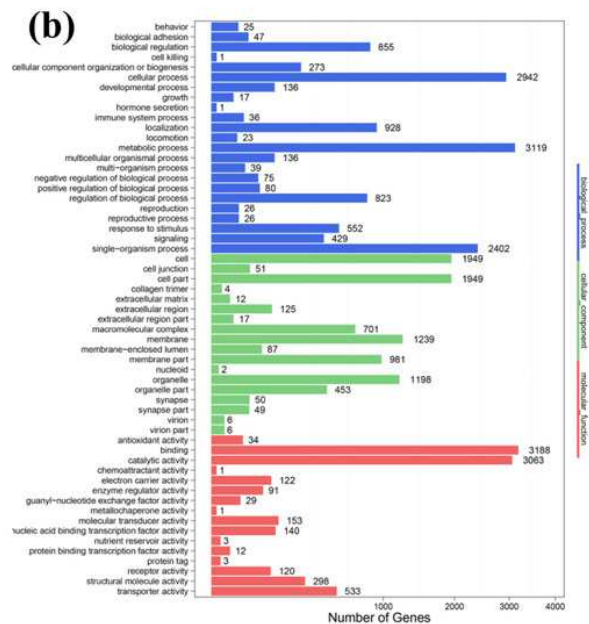 (b)
behavior 25
biological adhesion 47
biological regulation 855
cell killing 1
cellular component organization or biogenesis 273
cellular process 2942
developmental process 136
growth 17
hormone secretion 1
immune system process 36
localization 928
locomotion 23
metabolic process 3119
multicellular organismal process 136
multi-organism process 39
negative regulation of biological process 75
positive regulation of biological process 80
regulation of biological process 823
reproduction 26
reproductive process 26
response to stimulus 552
signaling 429
single-organism process 2402
cell 1949
cell junction 51
cell part 1949
collagen trimer 4
extracellular matrix 12
extracellular region 125
extracellular region part 17
macromolecular complex 701
membrane 1239
membrane-enclosed lumen 87
membrane part 981
nucleoid 2
organelle 1198
organelle part 453
synapse 50
synapse part 49
virion 6
virion part 6
antioxidant activity 34
binding 3188
catalytic activity 3063
chemoattractant activity 1
electron carrier activity 122
enzyme regulator activity 91
guanyl-nucleotide exchange factor activity 29
metallochaperone activity 1
molecular transducer activity 153
nucleic acid binding transcription factor activity 140
nutrient reservoir activity 3
protein binding transcription factor activity 12
protein tag 3
receptor activity 120
structural molecule activity 298
transporter activity 533
1000 2000 3000 4000
Number of Genes
biological_process
cellular_component
molecular_function